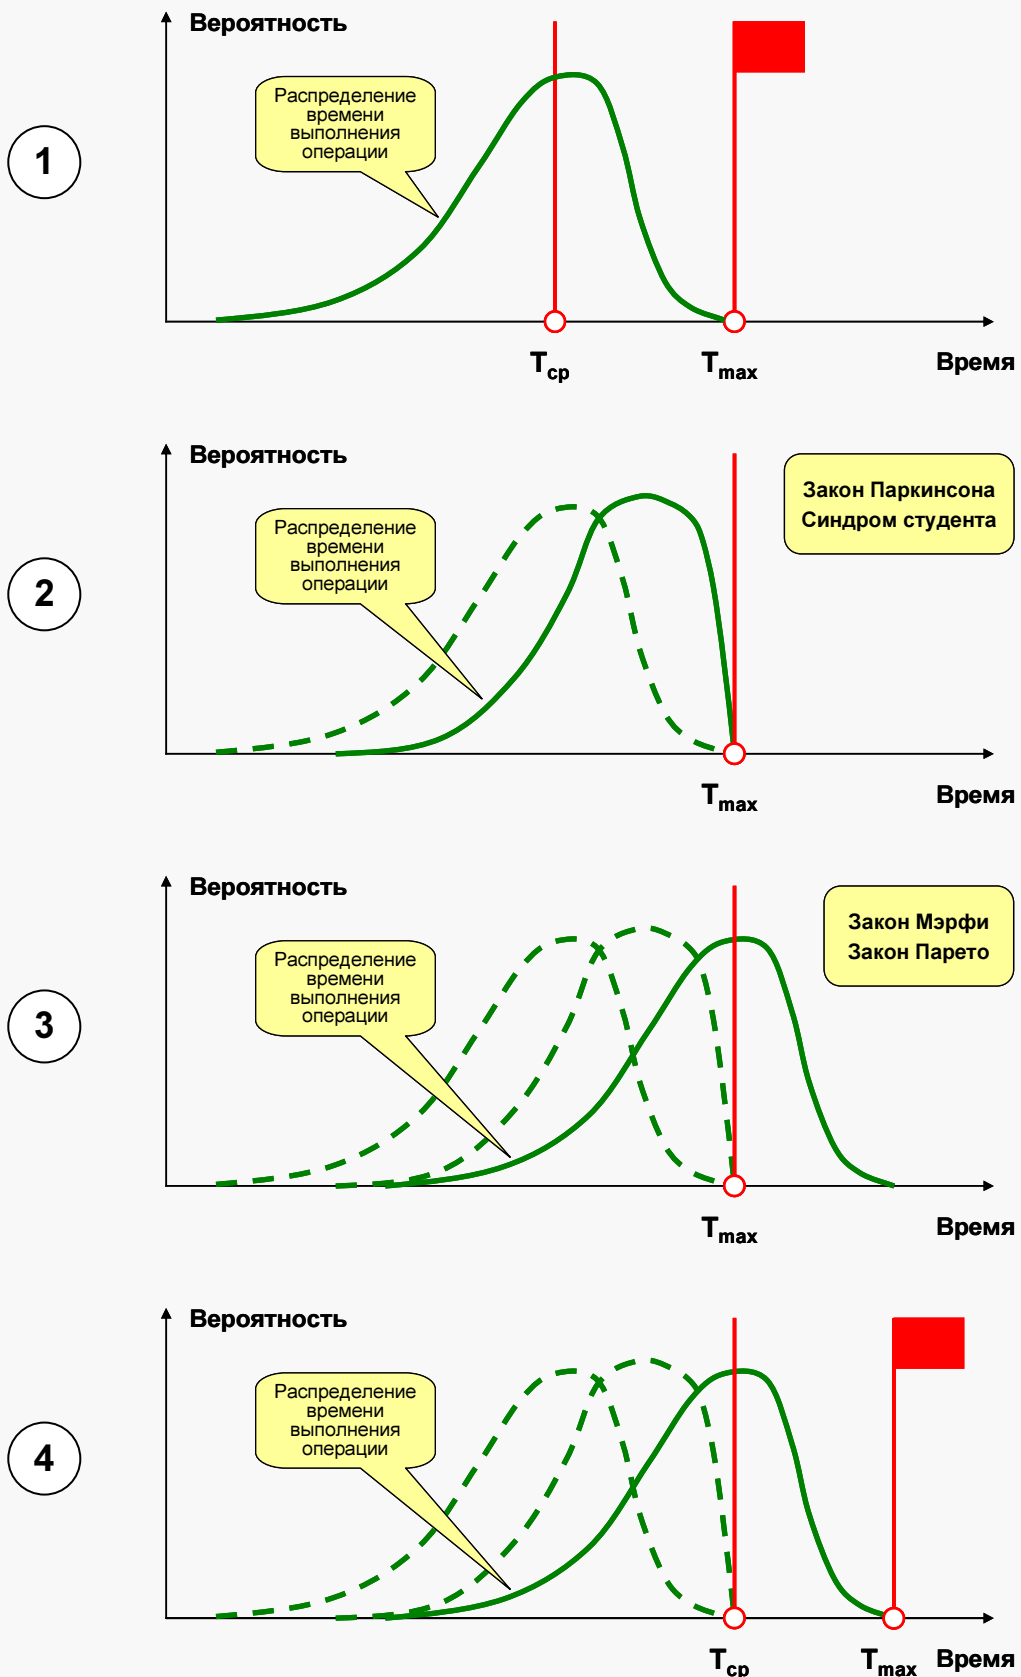 Вероятность
Распределение
времени
выполнения
операции
1
Tср
Tmax
Время
Вероятность
Закон Паркинсона
Синдром студента
Распределение
времени
выполнения
операции
2
Tmax
Время
Вероятность
Закон Мэрфи
Закон Парето
Распределение
времени
выполнения
операции
3
Tmax
Время
Вероятность
Распределение
времени
выполнения
операции
4
Tср
Tmax
Время